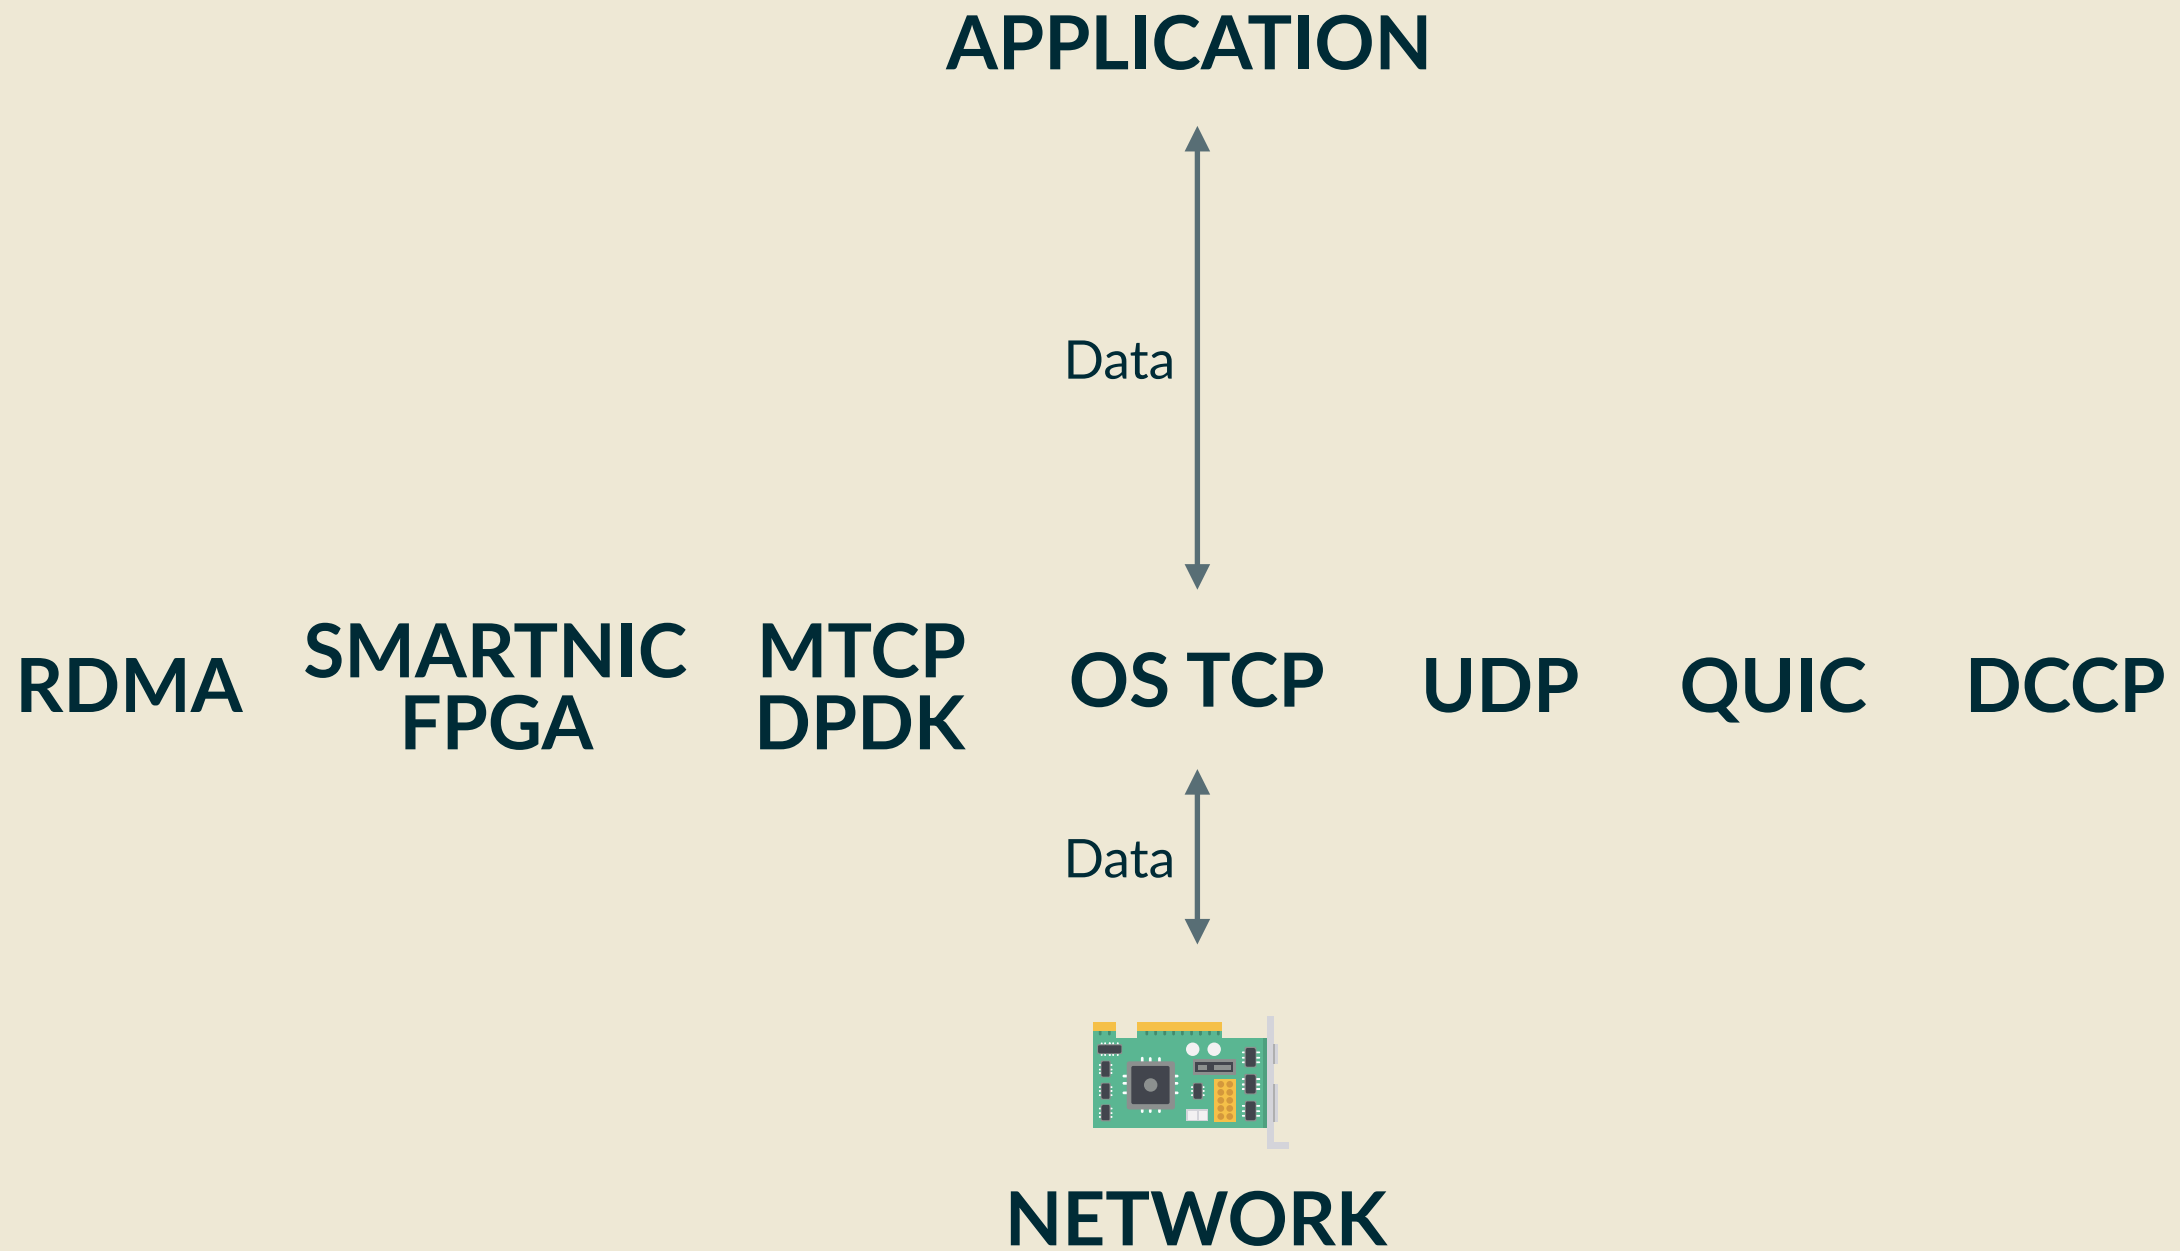 APPLICATION
Data
RDMA
SMARTNIC
FPGA
MTCP
DPDK
OS TCP
UDP
QUIC
DCCP
Data
NETWORK